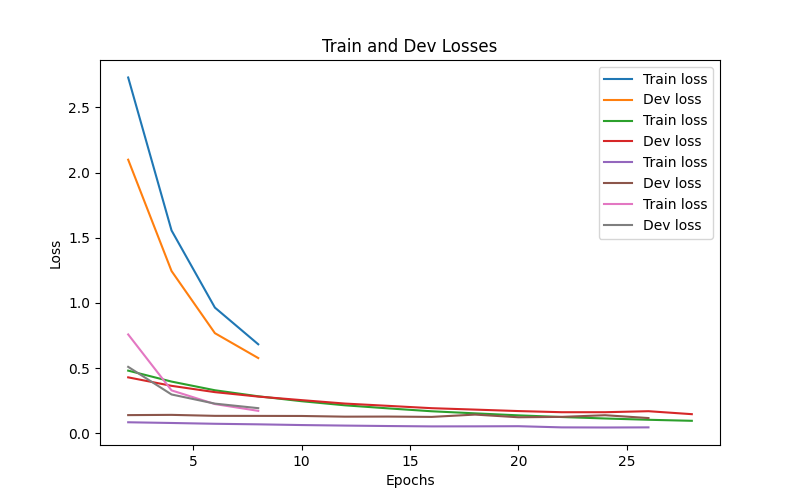 Train and Dev Losses
Train loss
Dev loss
Train loss
Dev loss
Train loss
Dev loss
Train loss
Dev loss
2.5
2.0
1.5
1.0
0.5
0.0
Loss
5 10 15 20 25
Epochs